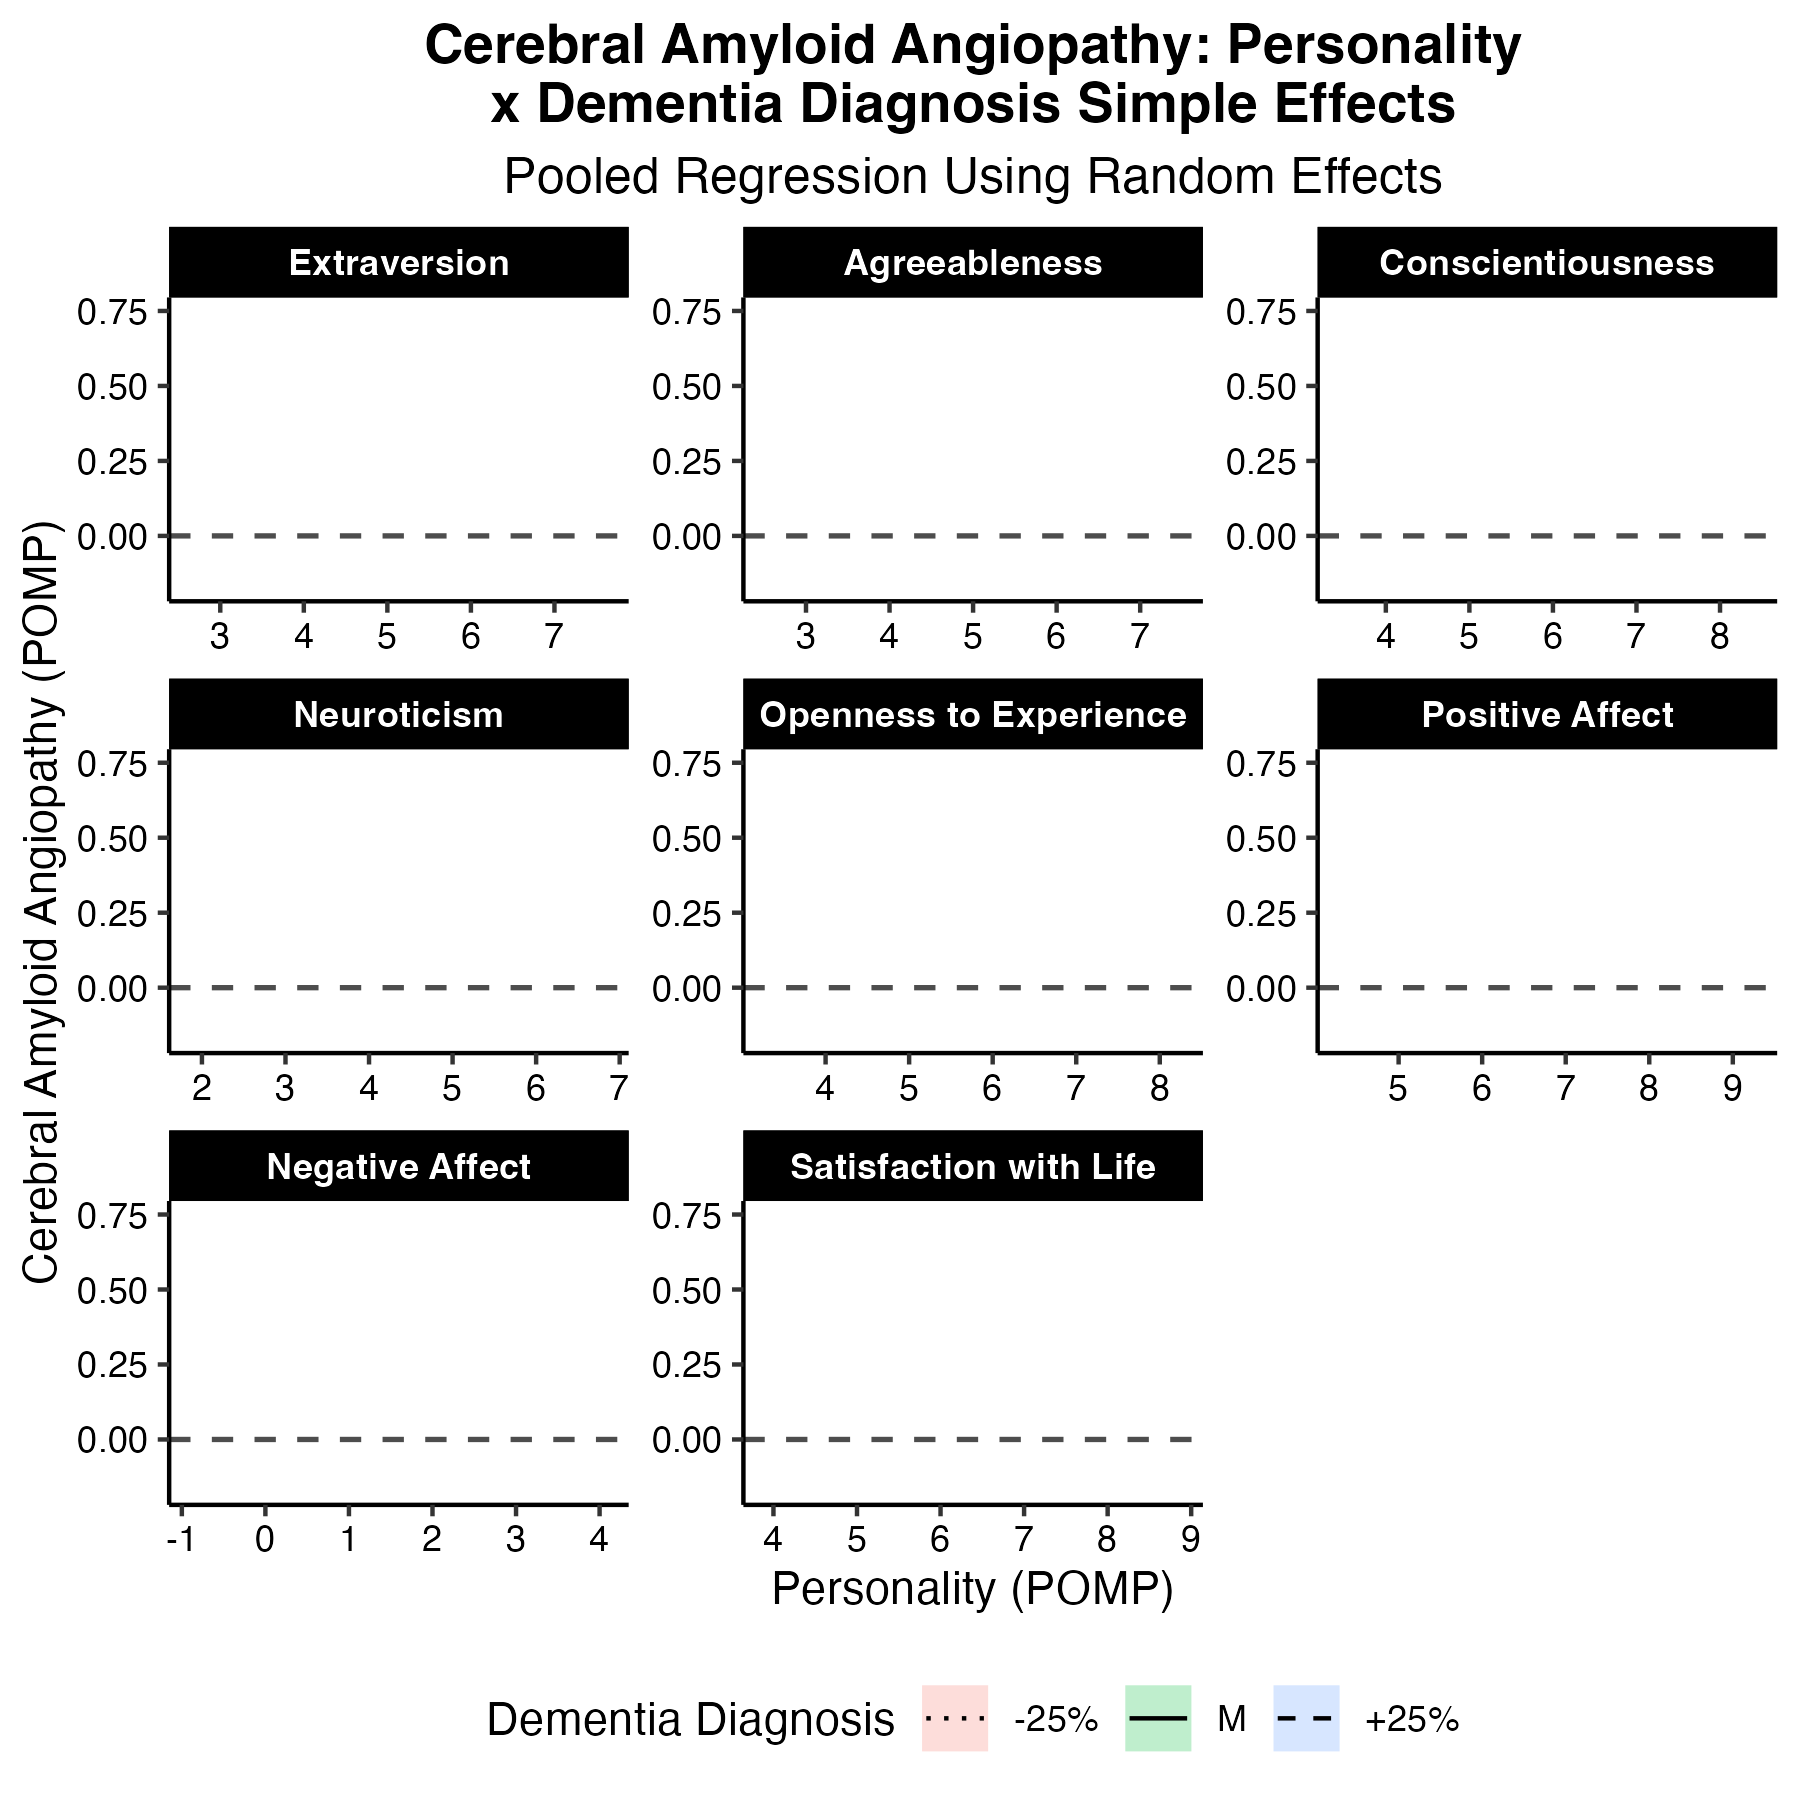 Cerebral Amyloid Angiopathy: Personality
x Dementia Diagnosis Simple Effects
Pooled Regression Using Random Effects
Cerebral Amyloid Angiopathy (POMP)
Extraversion
0.75
0.50
0.25
0.00
3 4 5 6 7
Agreeableness
0.75
0.50
0.25
0.00
3 4 5 6 7
Conscientiousness
0.75
0.50
0.25
0.00
4 5 6 7 8
Neuroticism
0.75
0.50
0.25
0.00
2 3 4 5 6 7
Openness to Experience
0.75
0.50
0.25
0.00
4 5 6 7 8
Positive Affect
0.75
0.50
0.25
0.00
5 6 7 8 9
Negative Affect
0.75
0.50
0.25
0.00
-1 0 1 2 3 4
Satisfaction with Life
0.75
0.50
0.25
0.00
4 5 6 7 8 9
Personality (POMP)
Dementia Diagnosis -25% M +25%